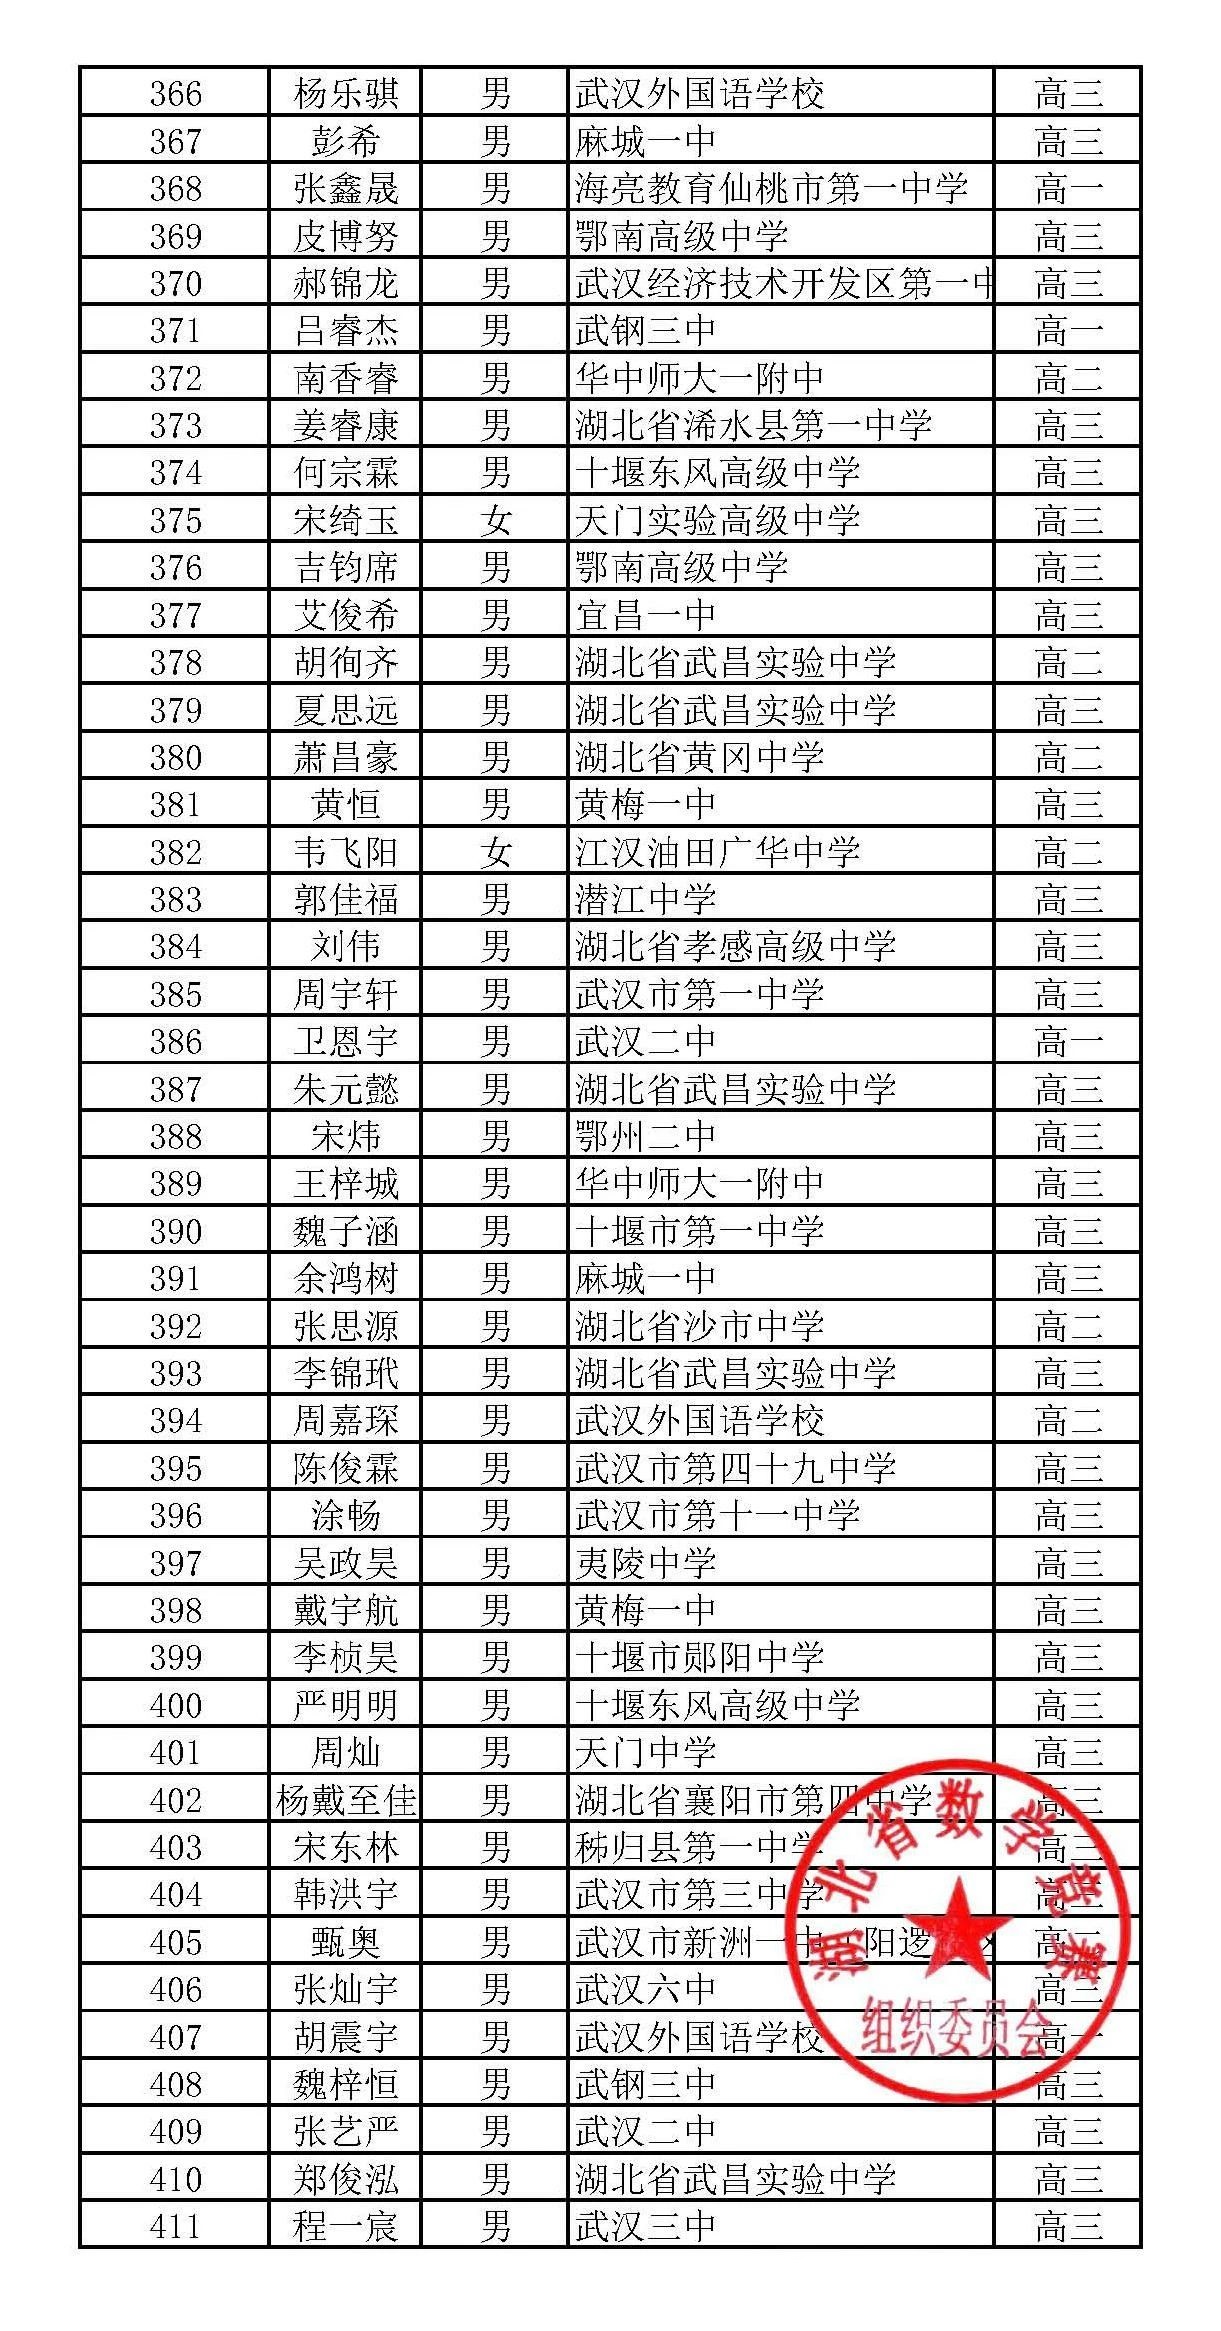 366 杨乐骐 男 武汉外国语学校 高三
367 彭希 男 麻城一中 高三
368 张鑫晟 男 海亮教育仙桃市第一中学 高一
369 皮博努 男 鄂南高级中学 高三
370 郝锦龙 男 武汉经济技术开发区第一中 高三
371 吕睿杰 男 武钢三中 高一
372 南香睿 男 华中师大一附中 高二
373 姜睿康 男 湖北省浠水县第一中学 高三
374 何宗霖 男 十堰东风高级中学 高三
375 宋绮玉 女 天门实验高级中学 高三
376 吉钧席 男 鄂南高级中学 高三
377 艾俊希 男 宜昌一中 高三
378 胡徇齐 男 湖北省武昌实验中学 高二
379 夏思远 男 湖北省武昌实验中学 高三
380 萧昌豪 男 湖北省黄冈中学 高二
381 黄恒 男 黄梅一中 高三
382 韦飞阳 女 江汉油田广华中学 高二
383 郭佳福 男 潜江中学 高三
384 刘伟 男 湖北省孝感高级中学 高三
385 周宇轩 男 武汉市第一中学 高三
386 卫恩宇 男 武汉二中 高一
387 朱元懿 男 湖北省武昌实验中学 高三
388 宋炜 男 鄂州二中 高三
389 王梓城 男 华中师大一附中 高三
390 魏子涵 男 十堰市第一中学 高三
391 余鸿树 男 麻城一中 高三
392 张思源 男 湖北省沙市中学 高二
393 李锦玳 男 湖北省武昌实验中学 高三
394 周嘉琛 男 武汉外国语学校 高二
395 陈俊霖 男 武汉市第四十九中学 高三
396 涂畅 男 武汉市第十一中学 高三
397 吴政昊 男 夷陵中学 高三
398 戴宇航 男 黄梅一中 高三
399 李桢昊 男 十堰市郧阳中学 高三
400 严明明 男 十堰东风高级中学 高三
401 周灿 男 天门中学 高三
402 杨戴至佳 男 湖北省襄阳市第四中学 高三
403 宋东林 男 秭归县第一中学 高三
404 韩洪宇 男 武汉市第三中学 高三
405 甄奥 男 武汉市新洲一中 阳逻 区 高
406 张灿宇 男 武汉六中 高三
407 胡震宇 男 武汉外国语学校 高一
408 魏梓恒 男 武钢三中 高三
409 张艺严 男 武汉二中 高三
410 郑俊泓 男 湖北省武昌实验中学 高三
411 程一宸 男 武汉三中 高三
湖北省数学竞赛
组织委员会